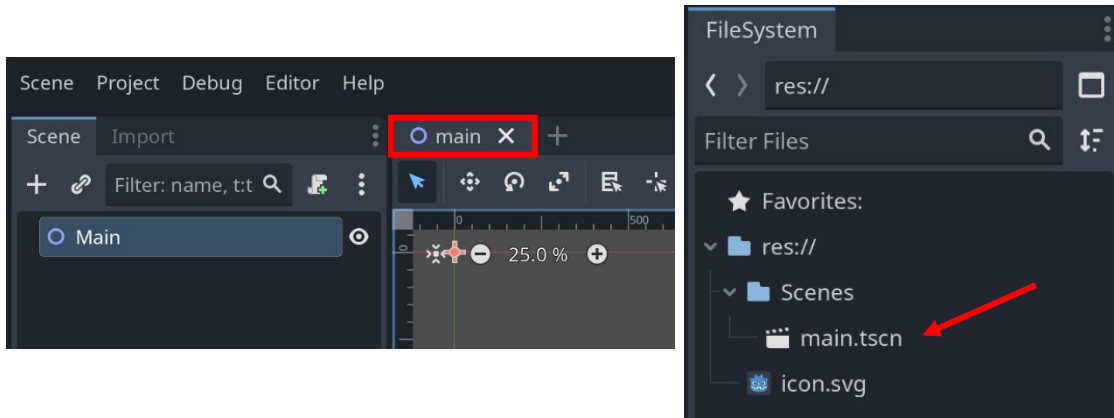 Scene Project Debug Editor Help
Scene Import
main
Filter: name, t:t
0 500
Main
0
25.0 %
FileSystem
res://
Filter Files
Favorites:
res://
Scenes
main.tscn
icon.svg